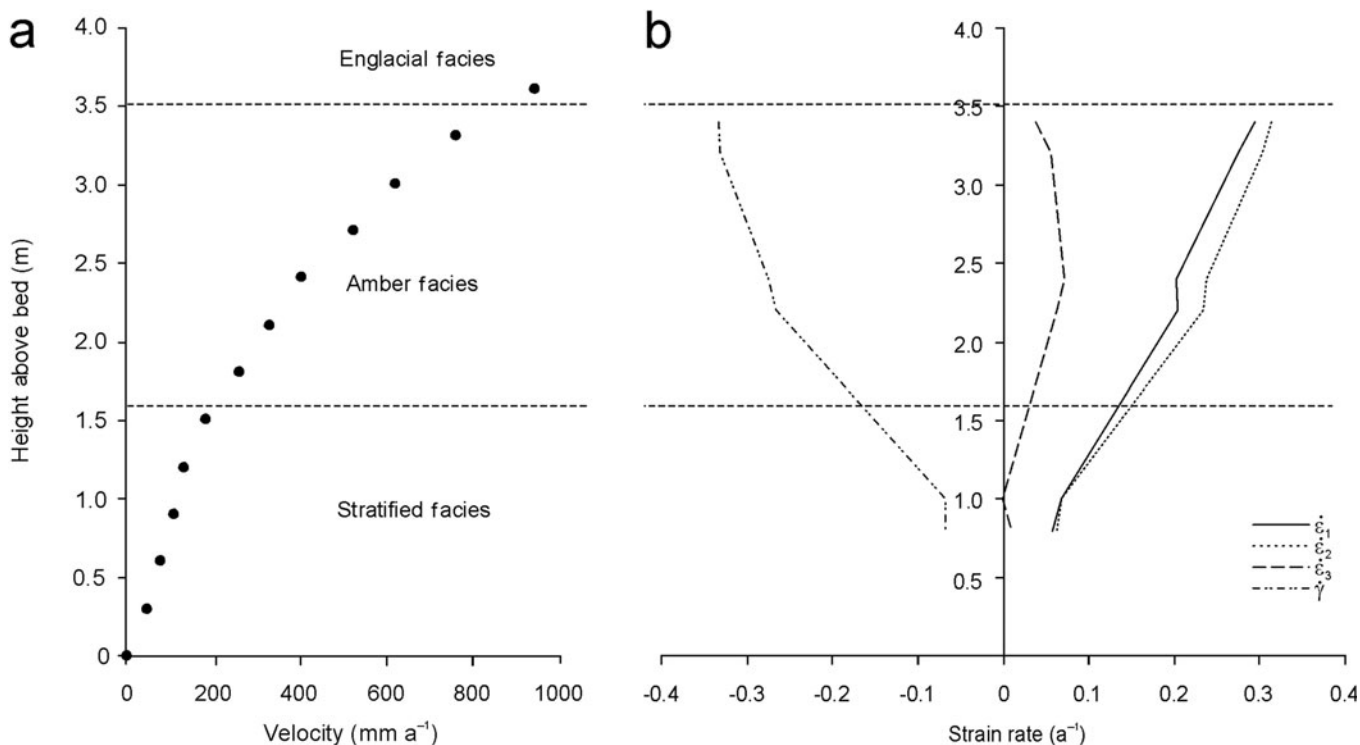 a
4.0
3.5
3.0
2.5
2.0
1.5
1.0
0.5
0
Height above bed (m)
Englacial facies
Amber facies
Stratified facies
0 200 400 600 800 1000
Velocity (mm a⁻¹)
b
4.0
3.5
3.0
2.5
2.0
1.5
1.0
0.5
ε̇₁
ε̇₂
ε̇₃
γ̇
-0.4 -0.3 -0.2 -0.1 0 0.1 0.2 0.3 0.4
Strain rate (a⁻¹)